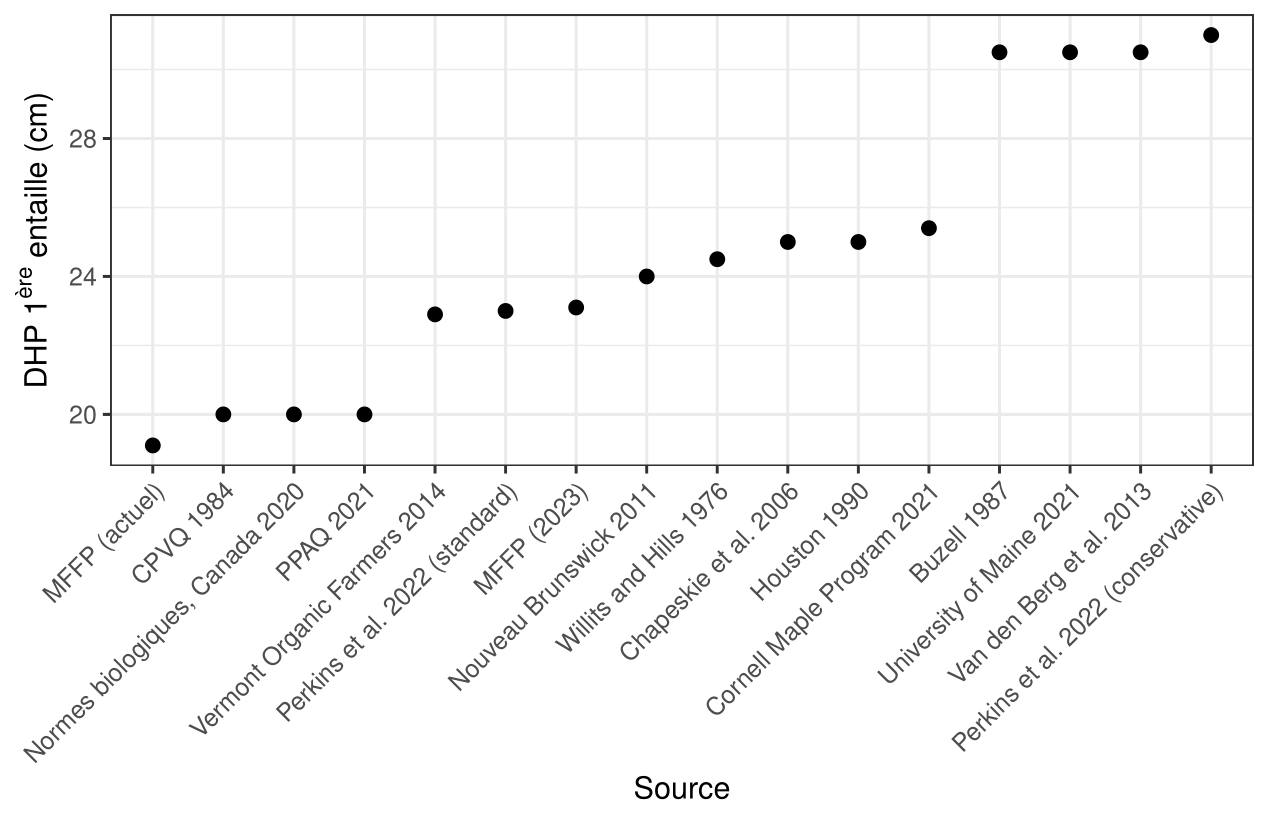 DHP 1ère entaille (cm)
28
24
20
MFFP (actuel)
CPVQ 1984
Normes biologiques, Canada 2020
PPAQ 2021
Vermont Organic Farmers 2014
Perkins et al. 2022 (standard)
MFFP (2023)
Nouveau Brunswick 2011
Willits and Hills 1976
Chapeskie et al. 2006
Houston 1990
Cornell Maple Program 2021
Buzell 1987
University of Maine 2021
Van den Berg et al. 2013
Perkins et al. 2022 (conservative)
Source